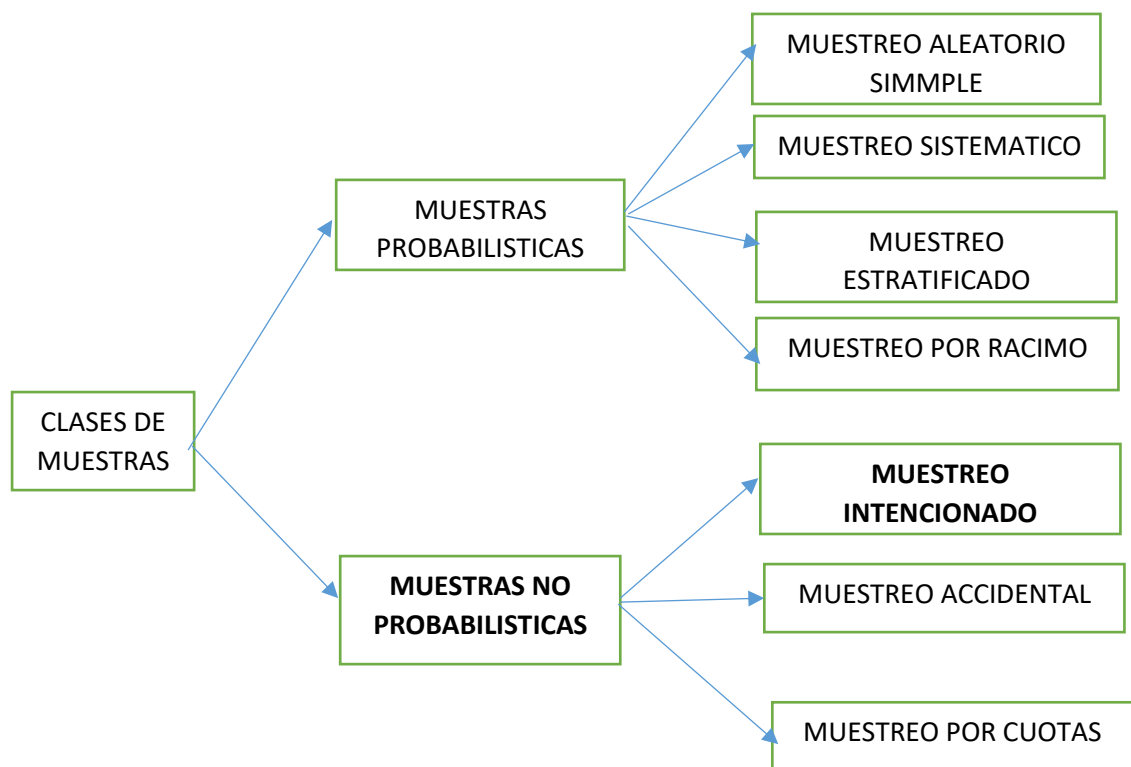 MUESTREO ALEATORIO
SIMMPLE
MUESTREO SISTEMATICO
MUESTRAS
PROBABILISTICAS
MUESTREO
ESTRATIFICADO
MUESTREO POR RACIMO
CLASES DE
MUESTRAS
MUESTREO
INTENCIONADO
MUESTRAS NO
PROBABILISTICAS
MUESTREO ACCIDENTAL
MUESTREO POR CUOTAS